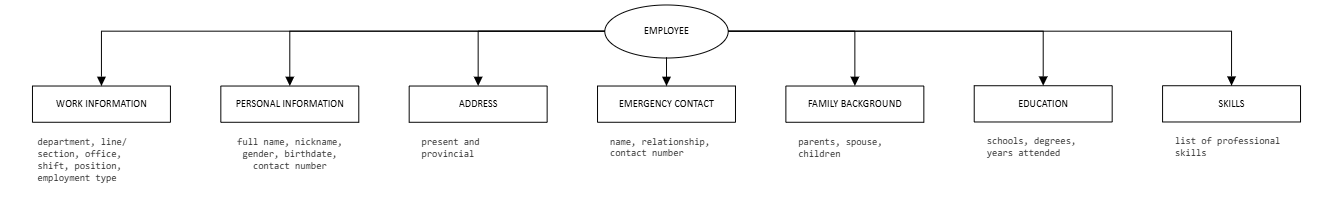 EMPLOYEE
WORK INFORMATION
department, line/
section, office,
shift, position,
employment type
PERSONAL INFORMATION
full name, nickname,
gender, birthdate,
contact number
ADDRESS
present and
provincial
EMERGENCY CONTACT
name, relationship,
contact number
FAMILY BACKGROUND
parents, spouse,
children
EDUCATION
schools, degrees,
years attended
SKILLS
list of professional
skills